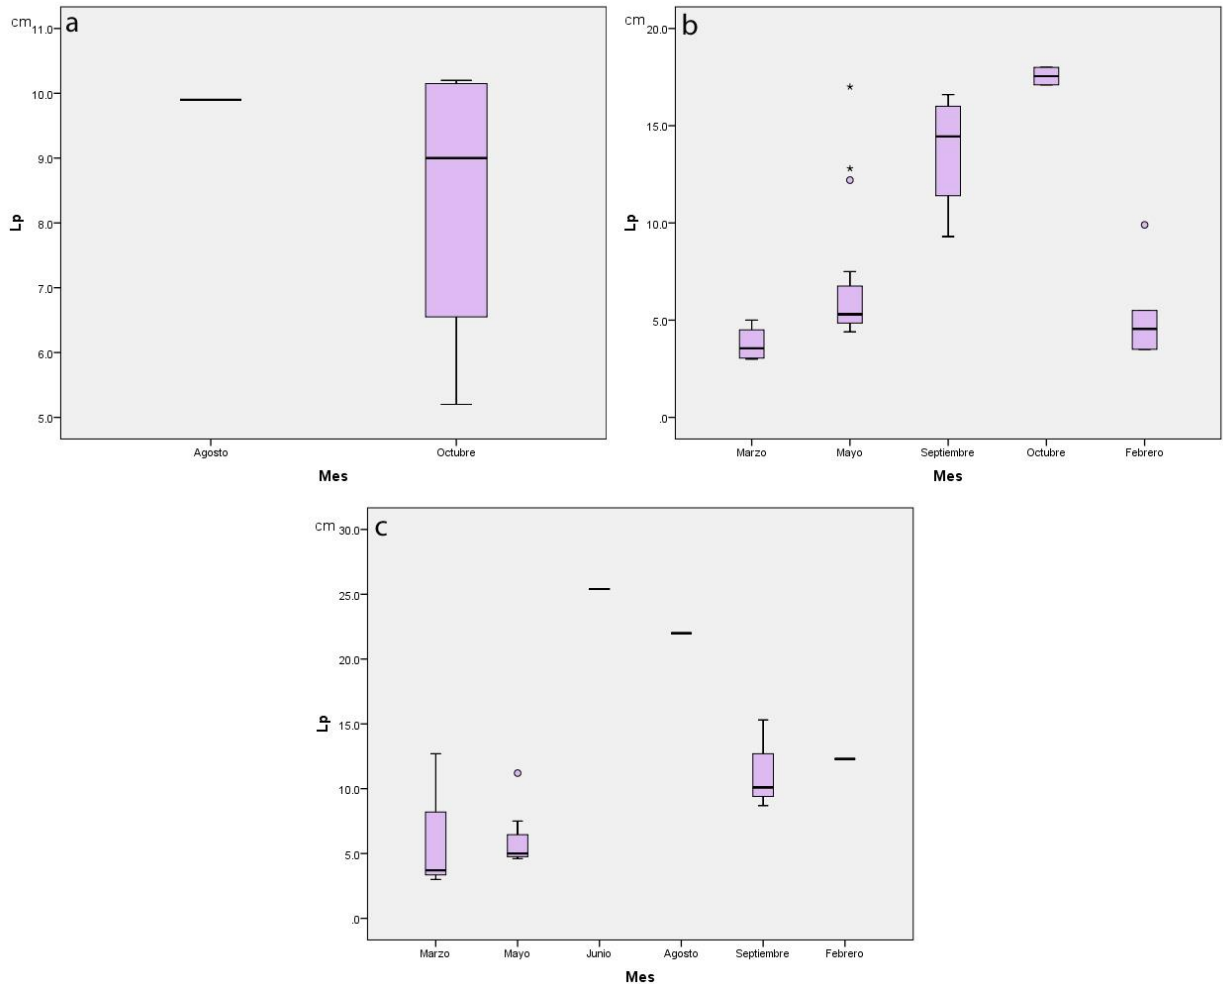 a
cm
11.0
10.0
9.0
8.0
7.0
6.0
5.0
Lp
Agosto Octubre
Mes
b
cm
20.0
15.0
10.0
5.0
.0
Lp
Marzo Mayo Septiembre Octubre Febrero
Mes
c
cm
30.0
25.0
20.0
15.0
10.0
5.0
.0
Lp
Marzo Mayo Junio Agosto Septiembre Febrero
Mes